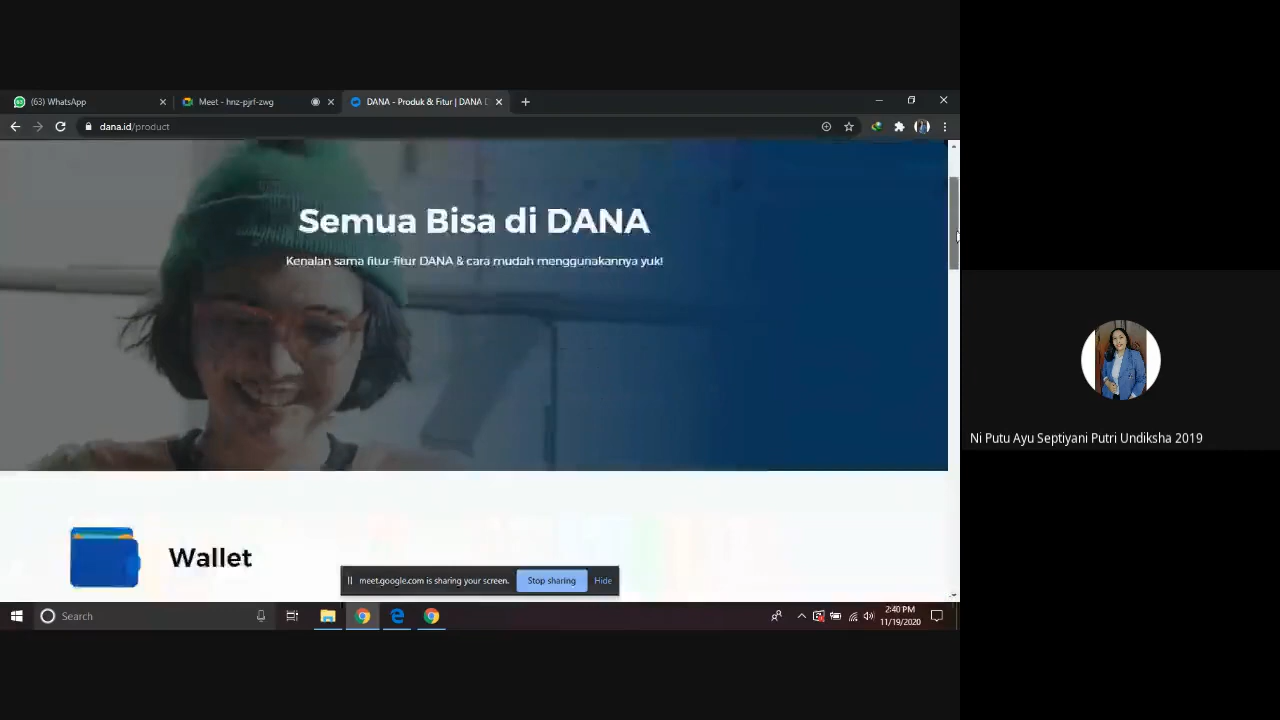 (63) WhatsApp
Meet - hnz-pjrf-zwg
DANA - Produk & Fitur | DANA
dana.id/product
Semua Bisa di DANA
Kenalan sama fitur-fitur DANA & cara mudah menggunakannya yuk!
Wallet
meet.google.com is sharing your screen.
Stop sharing
Hide
Ni Putu Ayu Septiyani Putri Undiksha 2019
Search
2:40 PM
11/19/2020